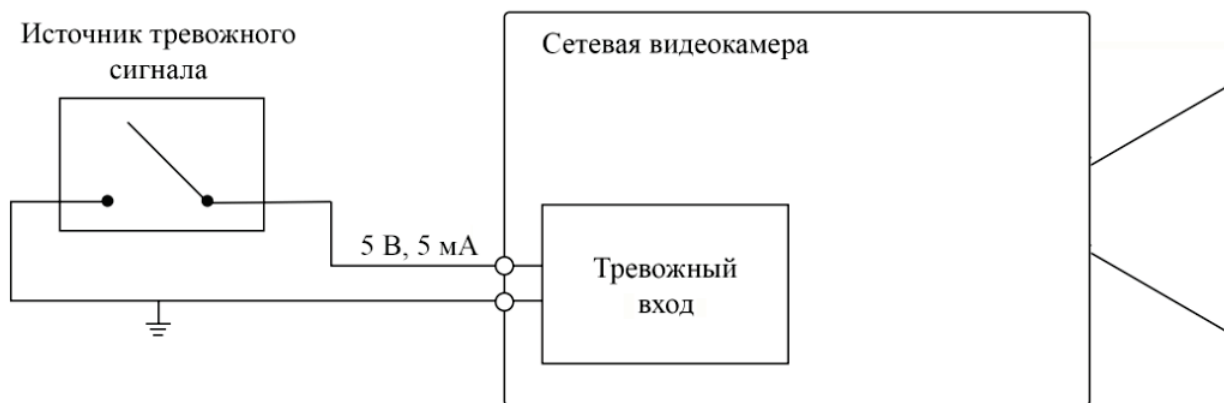 Источник тревожного
сигнала
Сетевая видеокамера
5 В, 5 мА
Тревожный
вход